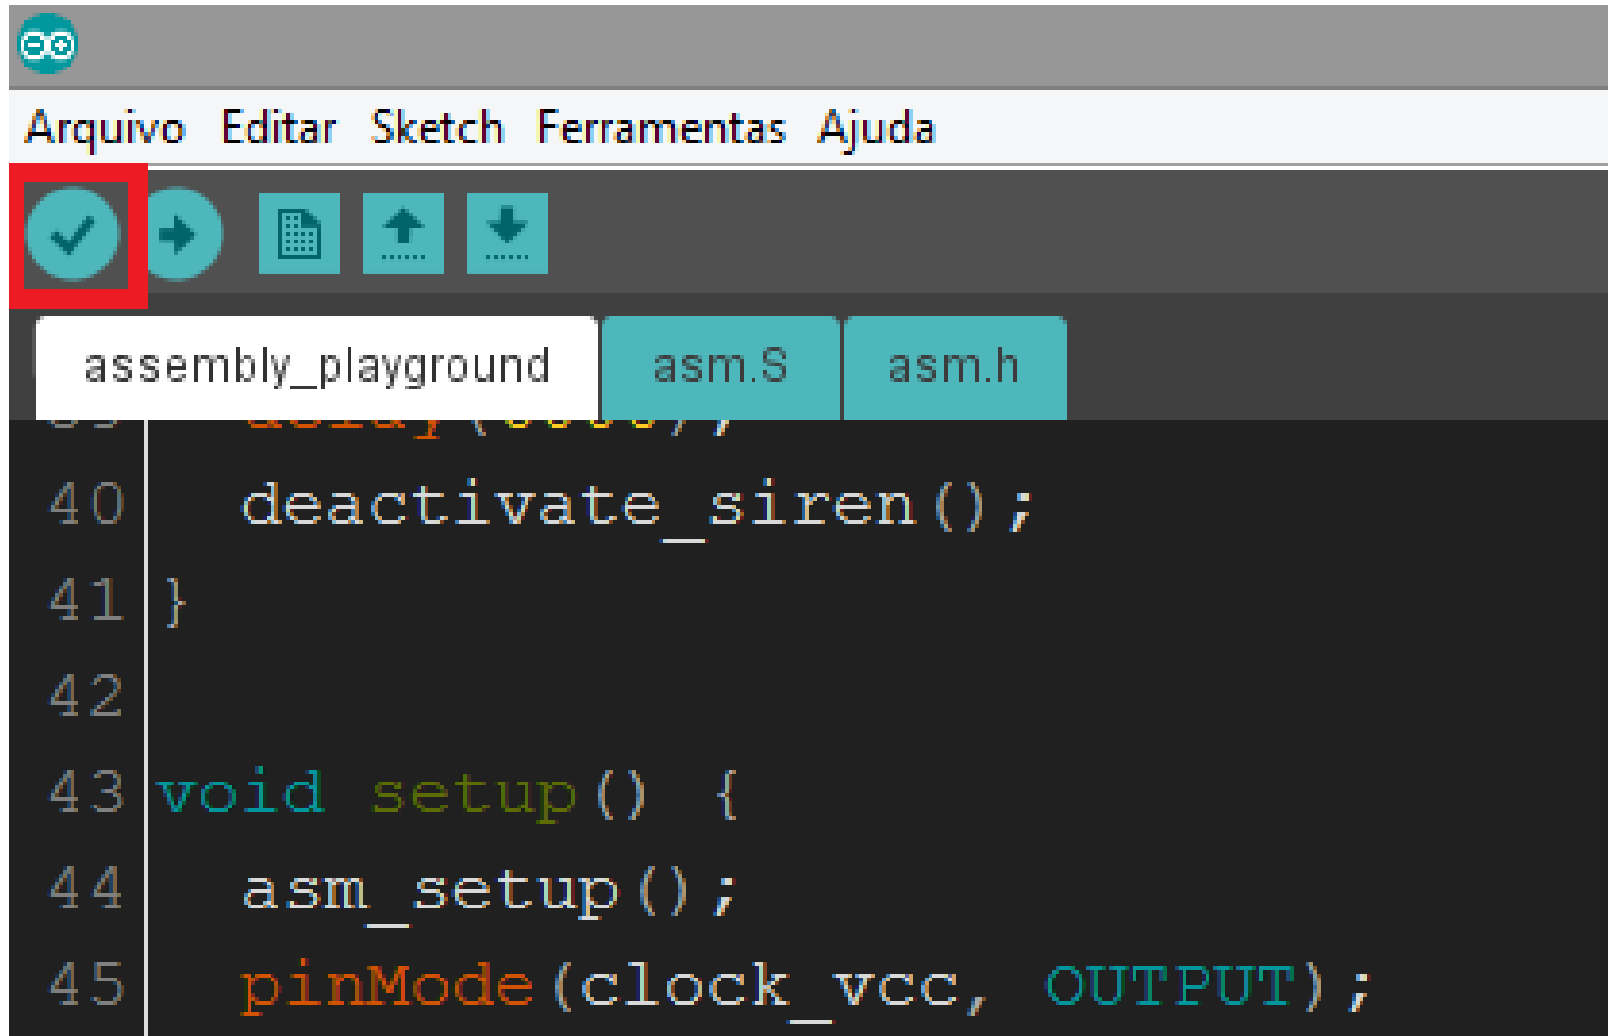 Arquivo Editar Sketch Ferramentas Ajuda
assembly_playground asm.S asm.h
40 deactivate_siren();
41 }
42
43 void setup() {
44 asm_setup();
45 pinMode(clock_vcc, OUTPUT);